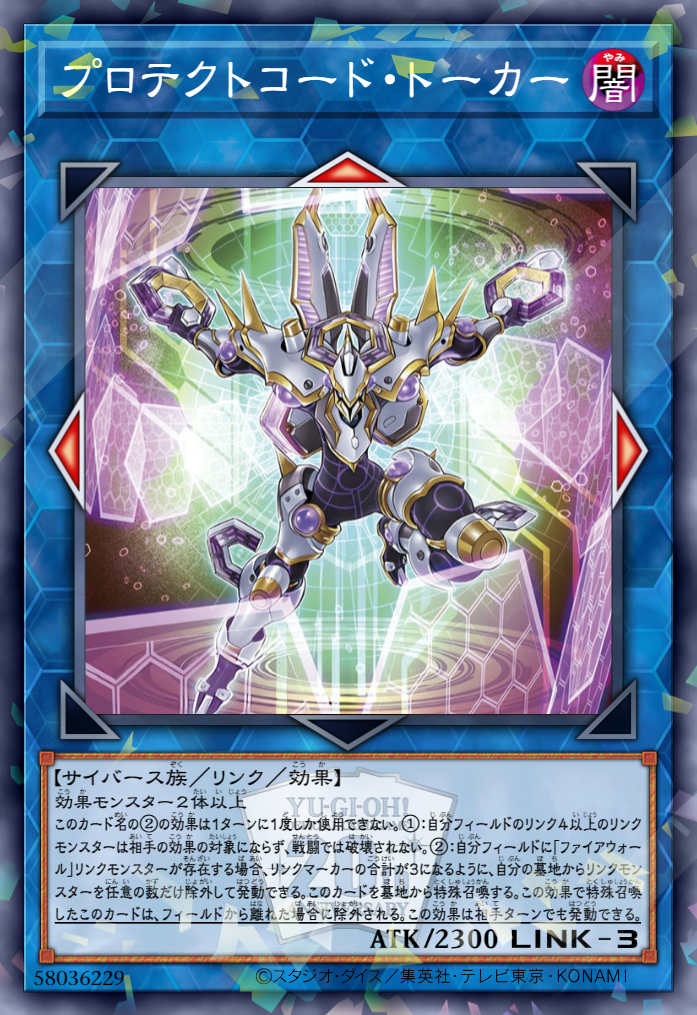 プロテクトコード・トーカー
やみ
闇
【サイバース族／リンク／効果】
効果モンスター２体以上
このカード名の②の効果は1ターンに1度しか使用できない。①：自分フィールドのリンク4以上のリンク
モンスターは相手の効果の対象にならず、戦闘では破壊されない。②：自分フィールドに「ファイアウォー
ル」リンクモンスターが存在する場合、リンクマーカーの合計が3になるように、自分の墓地からリンクモン
スターを任意の数だけ除外して発動できる。このカードを墓地から特殊召喚する。この効果で特殊召喚
したこのカードは、フィールドから離れた場合に除外される。この効果は相手ターンでも発動できる。
YU-GI-OH!
ANNIVERSARY
ATK/2300 LINK-3
58036229
©スタジオ・ダイス／集英社・テレビ東京・KONAMI